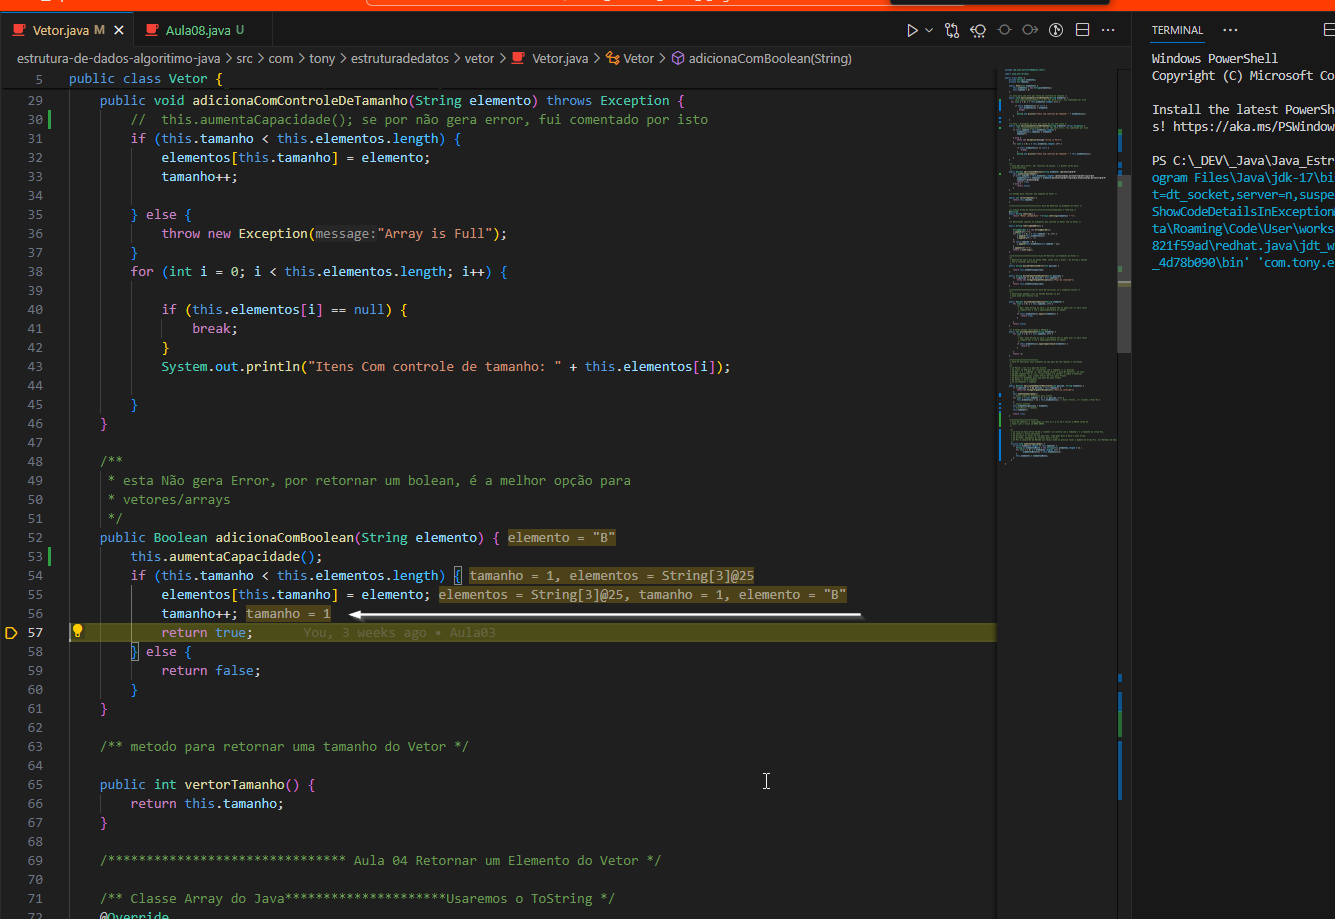 Vetor.java M
Aula08.java U
TERMINAL
estrutura-de-dados-algoritimo-java > src > com > tony > estruturadedatos > vetor > Vetor.java > Vetor > adicionaComBoolean(String)
5 public class Vetor {
29 public void adicionaComControleDeTamanho(String elemento) throws Exception {
30 // this.aumentaCapacidade(); se por não gera error, fui comentado por isto
31 if (this.tamanho < this.elementos.length) {
32 elementos[this.tamanho] = elemento;
33 tamanho++;
34
35 } else {
36 throw new Exception(message:"Array is Full");
37 }
38 for (int i = 0; i < this.elementos.length; i++) {
39
40 if (this.elementos[i] == null) {
41 break;
42 }
43 System.out.println("Itens Com controle de tamanho: " + this.elementos[i]);
44
45 }
46 }
47
48 /**
49 * esta Não gera Error, por retornar um bolean, é a melhor opção para
50 * vetores/arrays
51 */
52 public Boolean adicionaComBoolean(String elemento) { elemento = "B"
53 this.aumentaCapacidade();
54 if (this.tamanho < this.elementos.length) { tamanho = 1, elementos = String[3]@25
55 elementos[this.tamanho] = elemento; elementos = String[3]@25, tamanho = 1, elemento = "B"
56 tamanho++; tamanho = 1
57 return true; You, 3 weeks ago • Aula03
58 } else {
59 return false;
60 }
61 }
62
63 /** metodo para retornar uma tamanho do Vetor */
64
65 public int vertorTamanho() {
66 return this.tamanho;
67 }
68
69 /******************************* Aula 04 Retornar um Elemento do Vetor */
70
71 /** Classe Array do Java*********************Usaremos o ToString */
72 @Override
Windows PowerShell
Copyright (C) Microsoft Co
Install the latest PowerSh
s! https://aka.ms/PSWindow
PS C:\_DEV\_Java\Java_Estr
ogram Files\Java\jdk-17\bi
t=dt_socket,server=n,suspe
ShowCodeDetailsInException
ta\Roaming\Code\User\works
821f59ad\redhat.java\jdt_w
_4d78b090\bin' 'com.tony.e